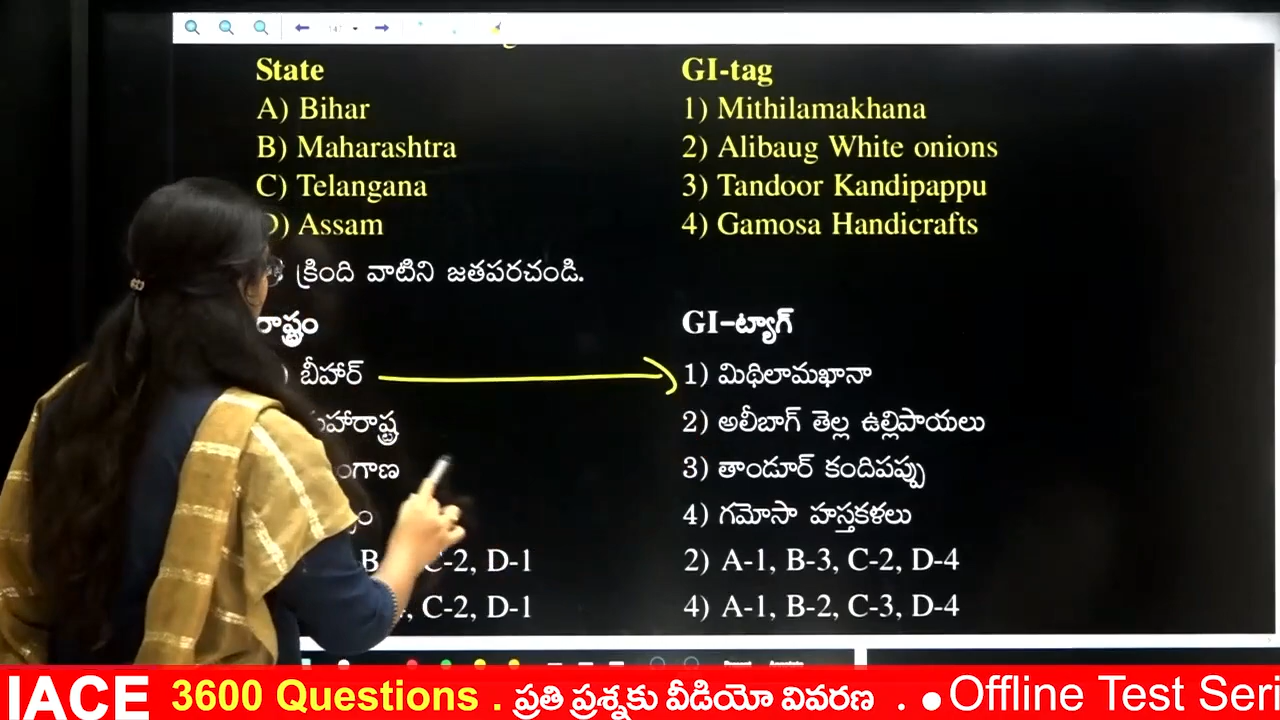 State GI-tag
A) Bihar 1) Mithilamakhana
B) Maharashtra 2) Alibaug White onions
C) Telangana 3) Tandoor Kandipappu
D) Assam 4) Gamosa Handicrafts
క్రింది వాటిని జతపరచండి.
రాష్ట్రం GI-ట్యాగ్
) బీహార్ 1) మిథిలామఖానా
మహారాష్ట్ర 2) అలీబాగ్ తెల్ల ఉల్లిపాయలు
ంగాణ 3) తాండూర్ కందిపప్పు
4) గమోసా హస్తకళలు
B C-2, D-1 2) A-1, B-3, C-2, D-4
, C-2, D-1 4) A-1, B-2, C-3, D-4
IACE 3600 Questions . ప్రతి ప్రశ్నకు వీడియో వివరణ . • Offline Test Seri